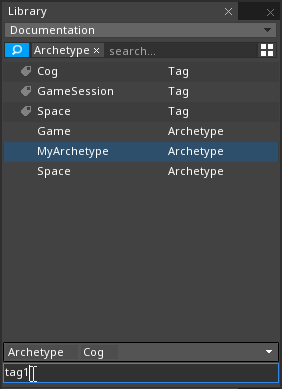 Library
Documentation
Archetype × search...
Cog Tag
GameSession Tag
Space Tag
Game Archetype
MyArchetype Archetype
Space Archetype
Archetype Cog
tag1